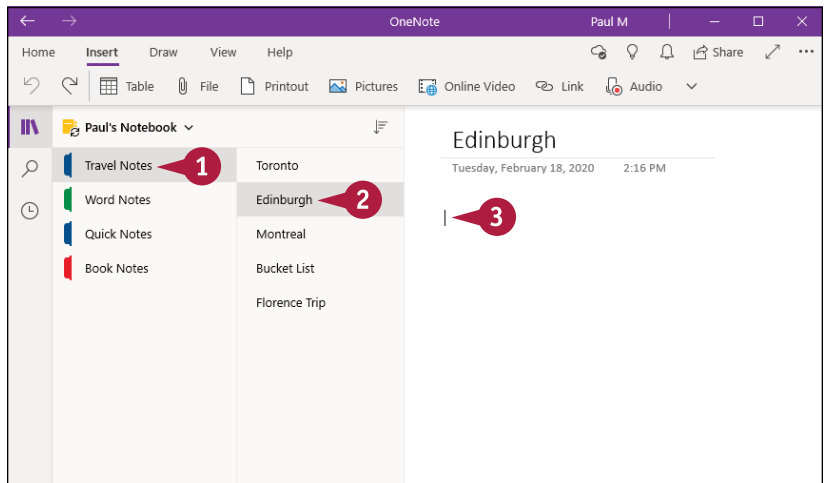 OneNote Paul M
Home Insert Draw View Help Share
Table File Printout Pictures Online Video Link Audio
Paul's Notebook
Travel Notes 1
Word Notes
Quick Notes
Book Notes
Toronto
Edinburgh 2
Montreal
Bucket List
Florence Trip
Edinburgh
Tuesday, February 18, 2020 2:16 PM
3